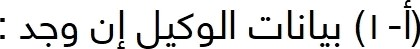 (أ- ١) بيانات الوكيل إن وجد :